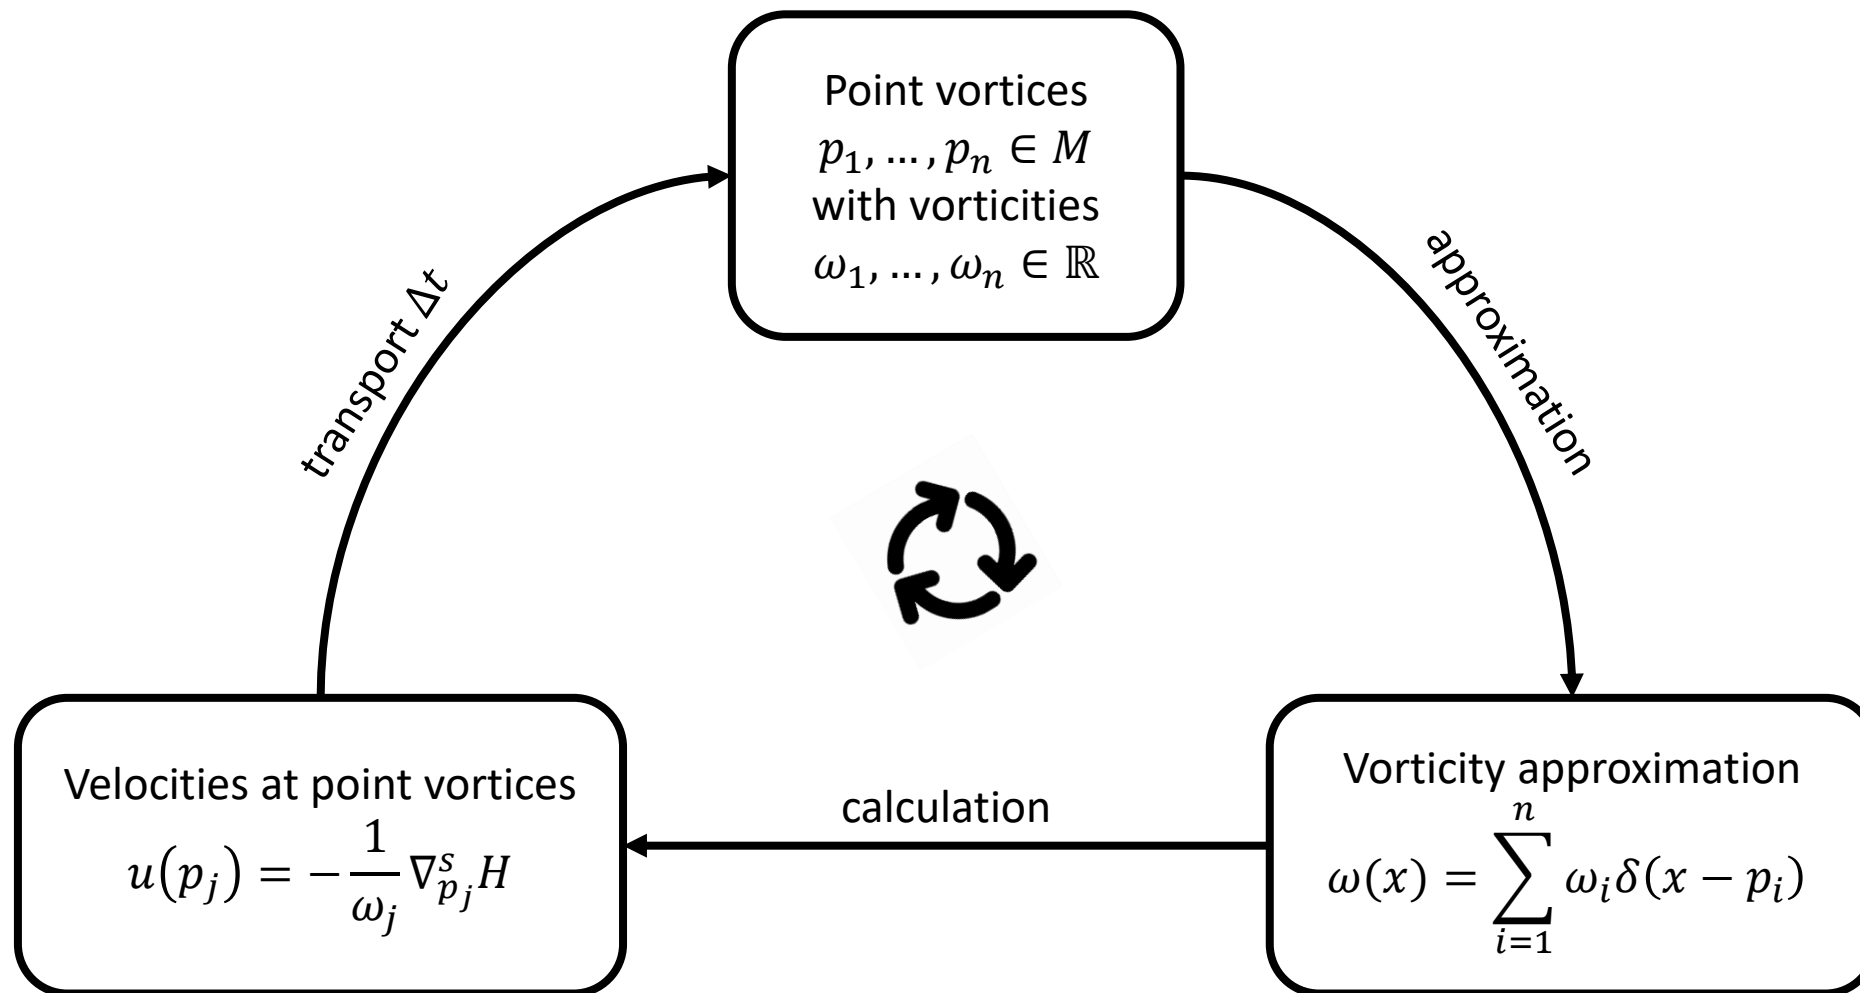 Point vortices
p₁, … , pₙ ∈ M
with vorticities
ω₁, … , ωₙ ∈ ℝ
transport Δt
approximation
Velocities at point vortices
u(pⱼ) = − 1/ωⱼ ∇ˢ_{pⱼ} H
calculation
Vorticity approximation
ω(x) = ∑_{i=1}^{n} ωᵢδ(x − pᵢ)